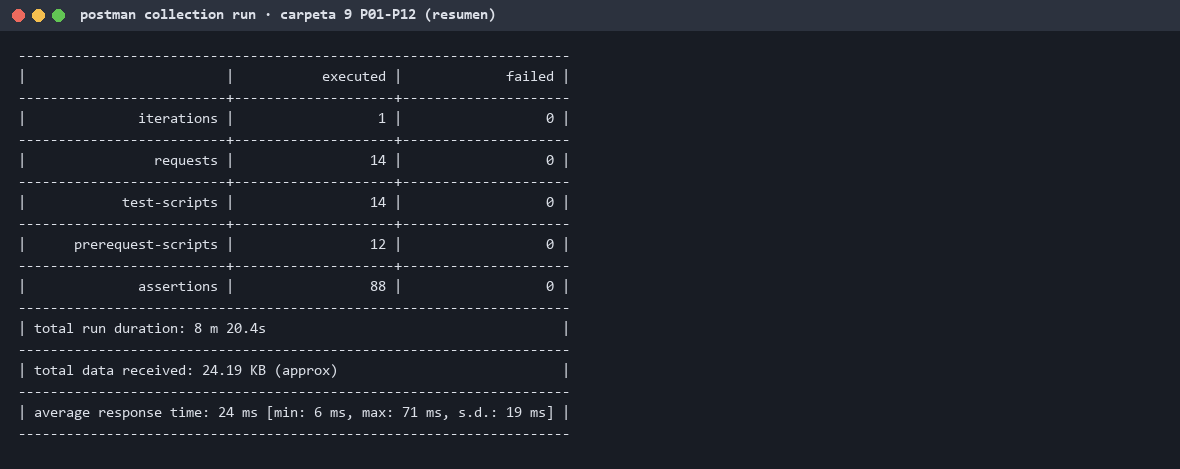 postman collection run · carpeta 9 P01-P12 (resumen)
---------------------------------------------------------------------
|                         |            executed |            failed |
--------------------------+--------------------+---------------------
|              iterations |                  1 |                   0 |
--------------------------+--------------------+---------------------
|                requests |                 14 |                   0 |
--------------------------+--------------------+---------------------
|            test-scripts |                 14 |                   0 |
--------------------------+--------------------+---------------------
|      prerequest-scripts |                 12 |                   0 |
--------------------------+--------------------+---------------------
|              assertions |                 88 |                   0 |
---------------------------------------------------------------------
| total run duration: 8 m 20.4s                                     |
---------------------------------------------------------------------
| total data received: 24.19 KB (approx)                            |
---------------------------------------------------------------------
| average response time: 24 ms [min: 6 ms, max: 71 ms, s.d.: 19 ms] |
---------------------------------------------------------------------